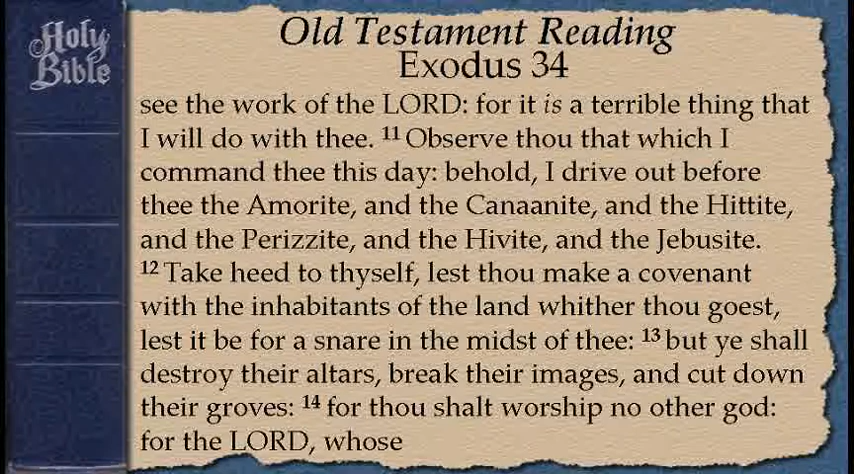 Holy
Bible
Old Testament Reading
Exodus 34
see the work of the LORD: for it is a terrible thing that
I will do with thee. 11 Observe thou that which I
command thee this day: behold, I drive out before
thee the Amorite, and the Canaanite, and the Hittite,
and the Perizzite, and the Hivite, and the Jebusite.
12 Take heed to thyself, lest thou make a covenant
with the inhabitants of the land whither thou goest,
lest it be for a snare in the midst of thee: 13 but ye shall
destroy their altars, break their images, and cut down
their groves: 14 for thou shalt worship no other god:
for the LORD, whose